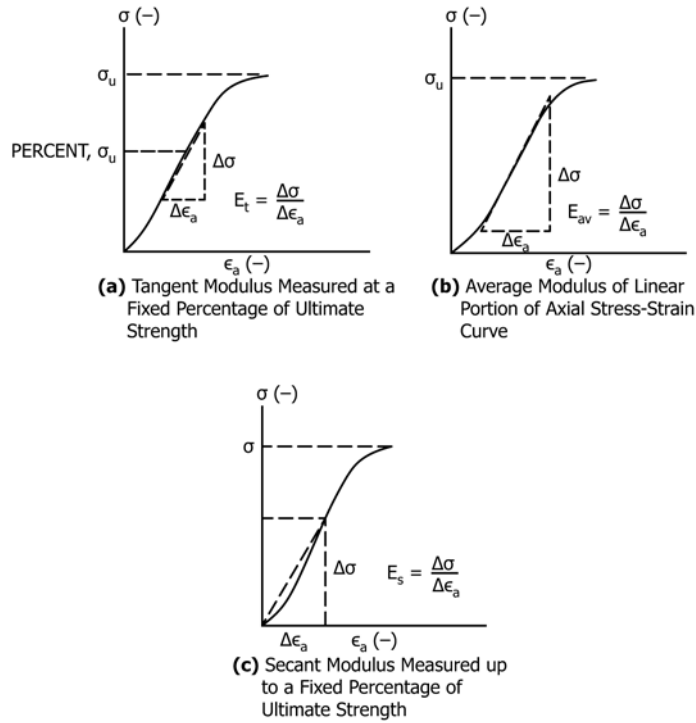 σ (–)
σᵤ
PERCENT, σᵤ
Δσ
Δϵₐ
Eₜ = Δσ / Δϵₐ
ϵₐ (–)
(a) Tangent Modulus Measured at a
Fixed Percentage of Ultimate
Strength
σ (–)
σᵤ
Δσ
Δϵₐ
Eₐᵥ = Δσ / Δϵₐ
ϵₐ (–)
(b) Average Modulus of Linear
Portion of Axial Stress-Strain
Curve
σ (–)
σ
Δσ
Eₛ = Δσ / Δϵₐ
Δϵₐ
ϵₐ (–)
(c) Secant Modulus Measured up
to a Fixed Percentage of
Ultimate Strength